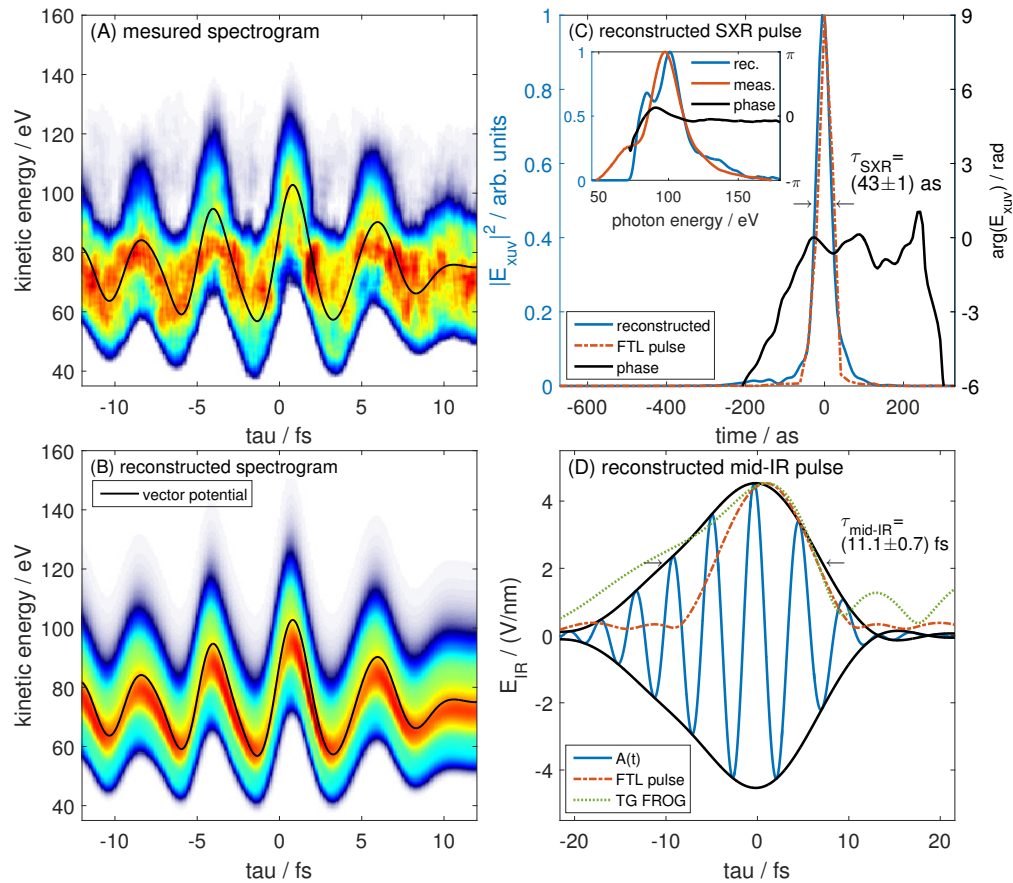 (A) mesured spectrogram
kinetic energy / eV
160
140
120
100
80
60
40
-10
-5
0
5
10
tau / fs
(B) reconstructed spectrogram
vector potential
kinetic energy / eV
160
140
120
100
80
60
40
-10
-5
0
5
10
tau / fs
(C) reconstructed SXR pulse
|E_xuv|² / arb. units
1
0.8
0.6
0.4
0.2
0
arg(E_xuv) / rad
9
6
3
0
-3
-6
rec.
meas.
phase
1
0.5
0
π
0
-π
50
100
150
photon energy / eV
τ_SXR=
(43±1) as
reconstructed
FTL pulse
phase
-600
-400
-200
0
200
time / as
(D) reconstructed mid-IR pulse
E_IR / (V/nm)
4
2
0
-2
-4
τ_mid-IR=
(11.1±0.7) fs
A(t)
FTL pulse
TG FROG
-20
-10
0
10
20
tau / fs